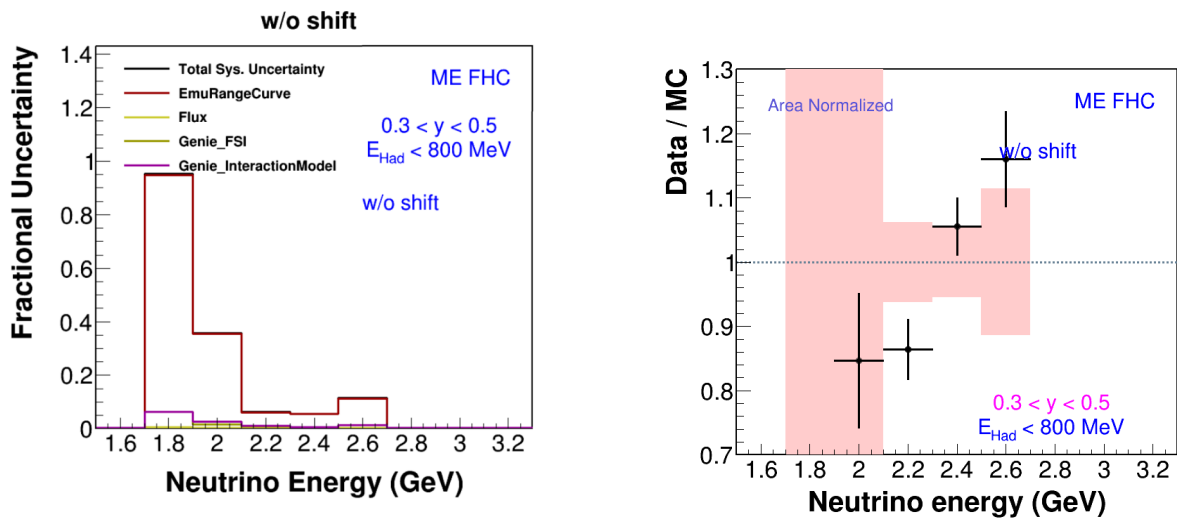 w/o shift
Fractional Uncertainty
1.4
1.2
1
0.8
0.6
0.4
0.2
0
Total Sys. Uncertainty
EmuRangeCurve
Flux
Genie_FSI
Genie_InteractionModel
ME FHC
0.3 < y < 0.5
E_Had < 800 MeV
w/o shift
1.6 1.8 2 2.2 2.4 2.6 2.8 3 3.2
Neutrino Energy (GeV)
Data / MC
1.3
1.2
1.1
1
0.9
0.8
0.7
Area Normalized
ME FHC
w/o shift
0.3 < y < 0.5
E_Had < 800 MeV
1.6 1.8 2 2.2 2.4 2.6 2.8 3 3.2
Neutrino energy (GeV)